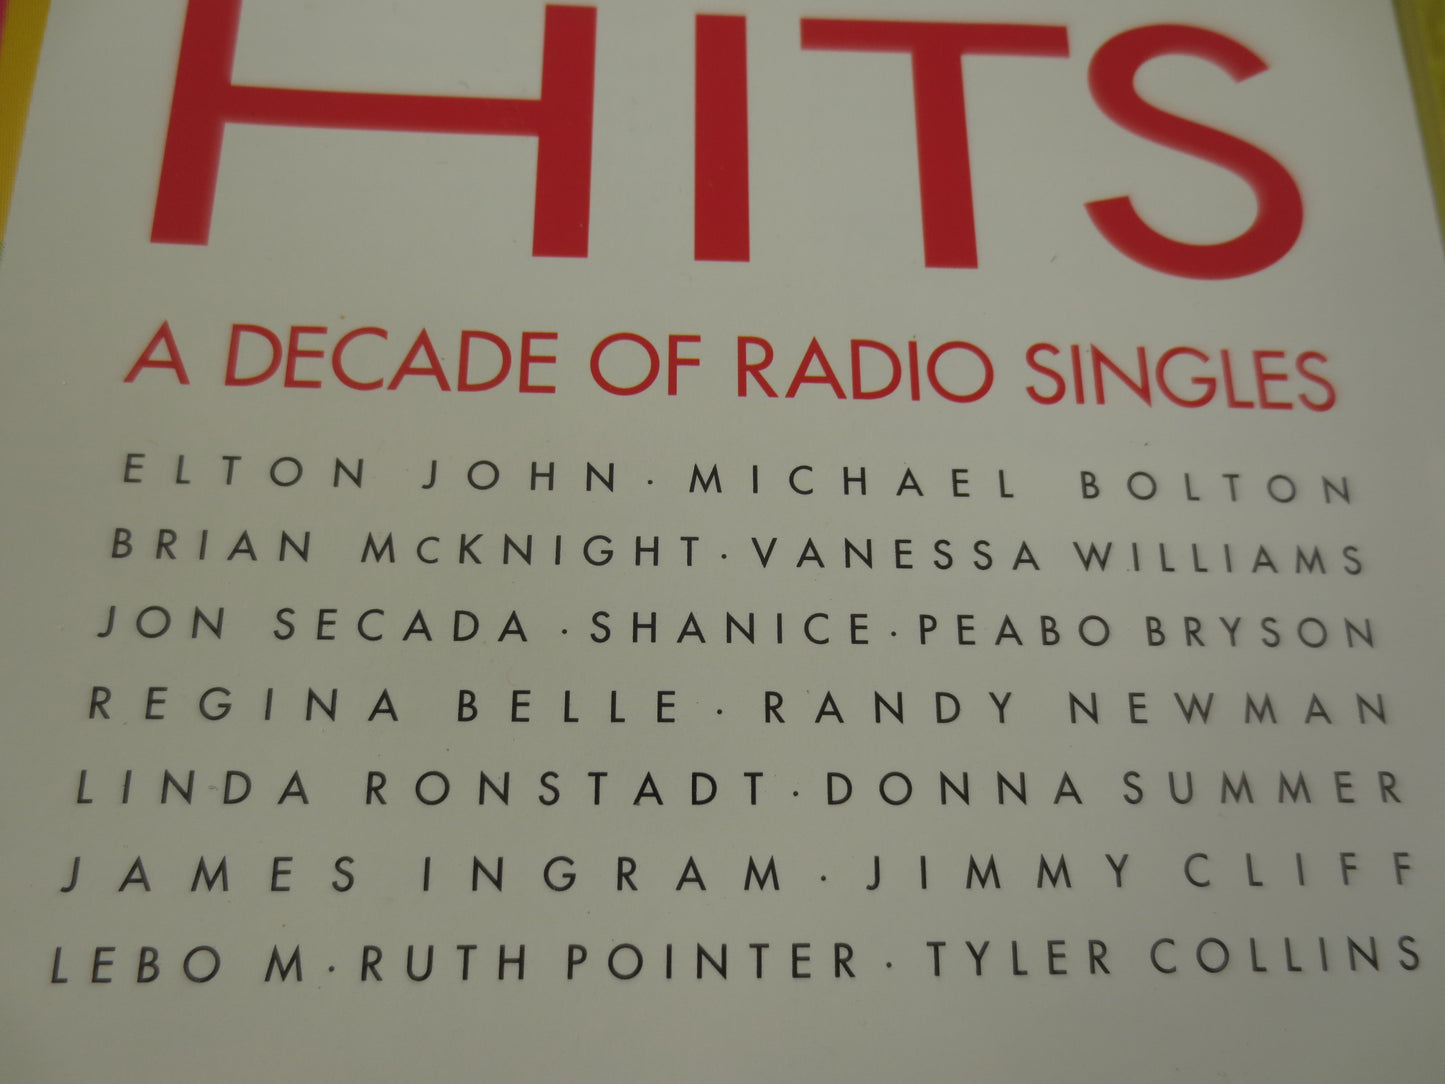 HITS
A DECADE OF RADIO SINGLES
ELTON JOHN · MICHAEL BOLTON
BRIAN MCKNIGHT · VANESSA WILLIAMS
JON SECADA · SHANICE · PEABO BRYSON
REGINA BELLE · RANDY NEWMAN
LINDA RONSTADT · DONNA SUMMER
JAMES INGRAM · JIMMY CLIFF
LEBO M · RUTH POINTER · TYLER COLLINS